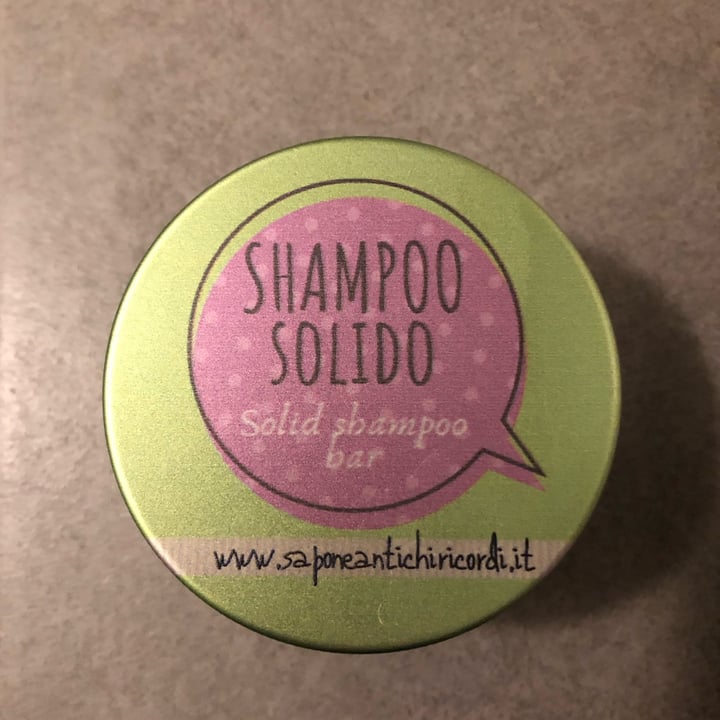 SHAMPOO
SOLIDO
Solid shampoo
bar
www.saponeantichiricordi.it